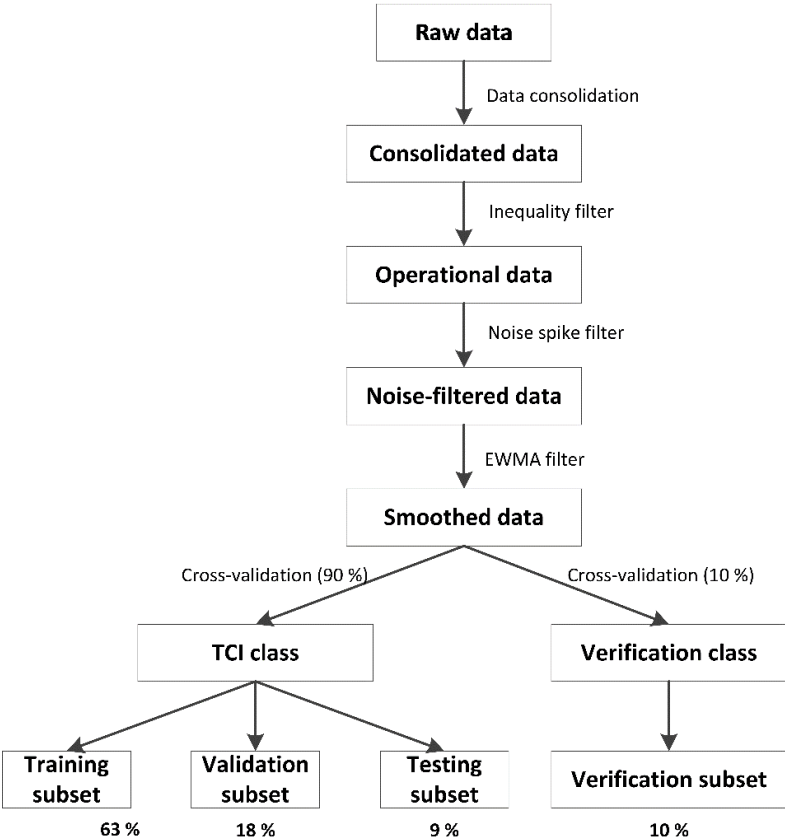 Raw data
Data consolidation
Consolidated data
Inequality filter
Operational data
Noise spike filter
Noise-filtered data
EWMA filter
Smoothed data
Cross-validation (90 %)
Cross-validation (10 %)
TCI class
Verification class
Training
subset
Validation
subset
Testing
subset
Verification subset
63 %
18 %
9 %
10 %